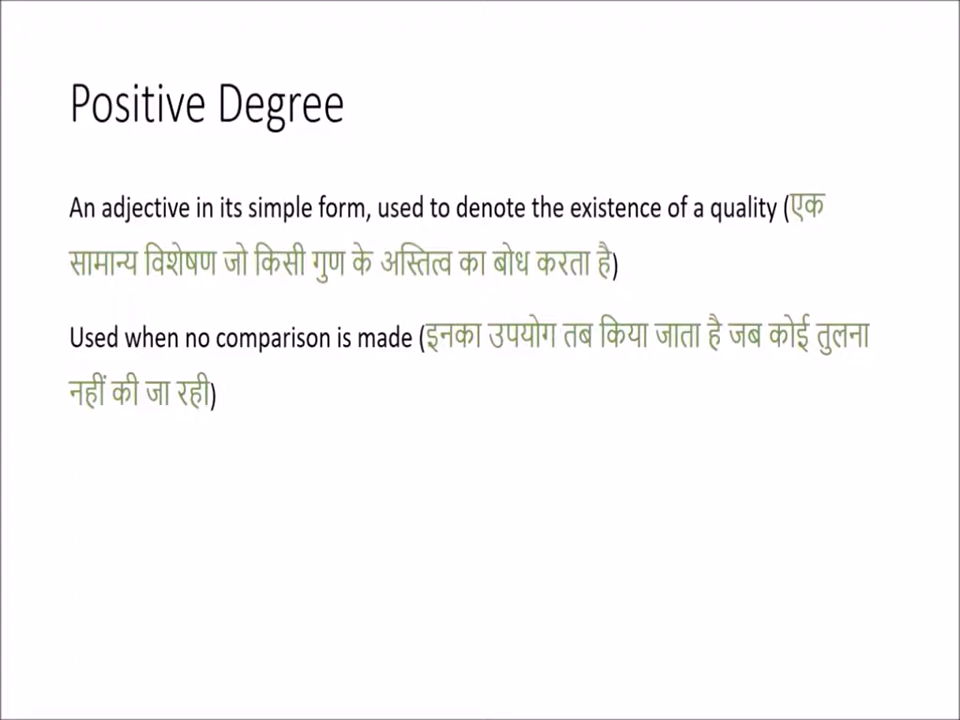 Positive Degree
An adjective in its simple form, used to denote the existence of a quality (एक
सामान्य विशेषण जो किसी गुण के अस्तित्व का बोध करता है)
Used when no comparison is made (इनका उपयोग तब किया जाता है जब कोई तुलना
नहीं की जा रही)